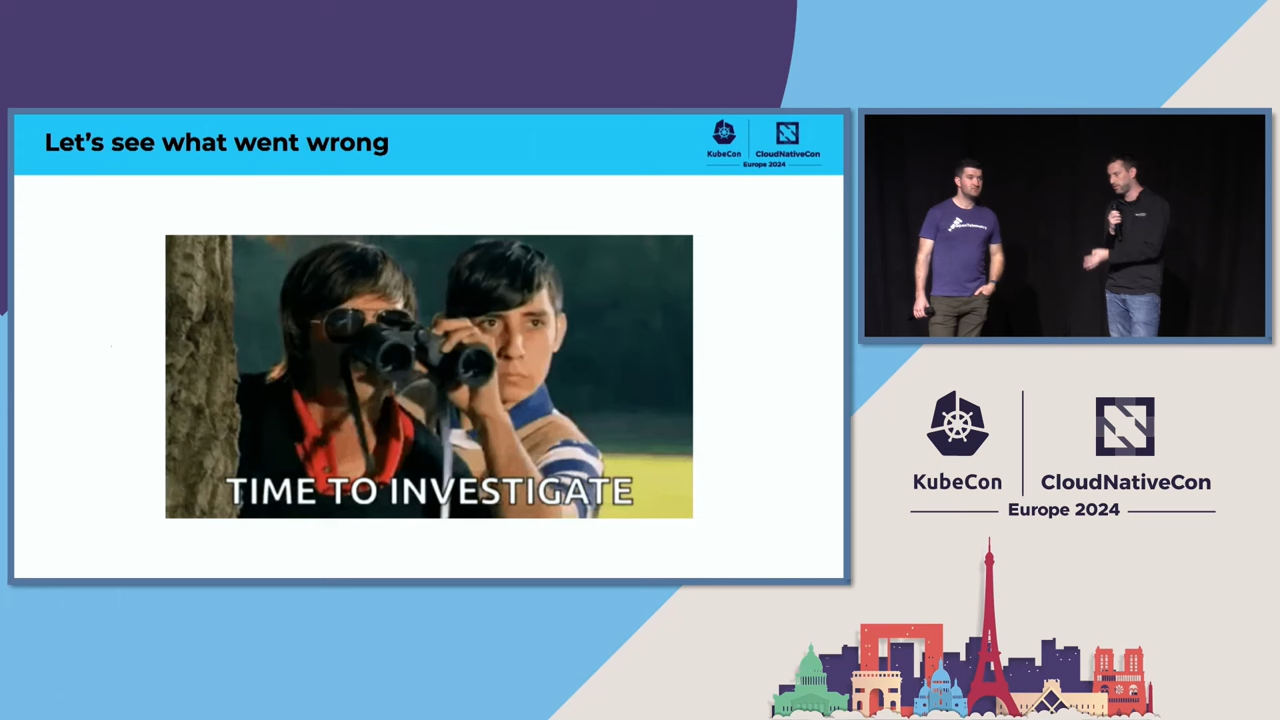 Let's see what went wrong
KubeCon
CloudNativeCon
Europe 2024
TIME TO INVESTIGATE
KubeCon
CloudNativeCon
Europe 2024